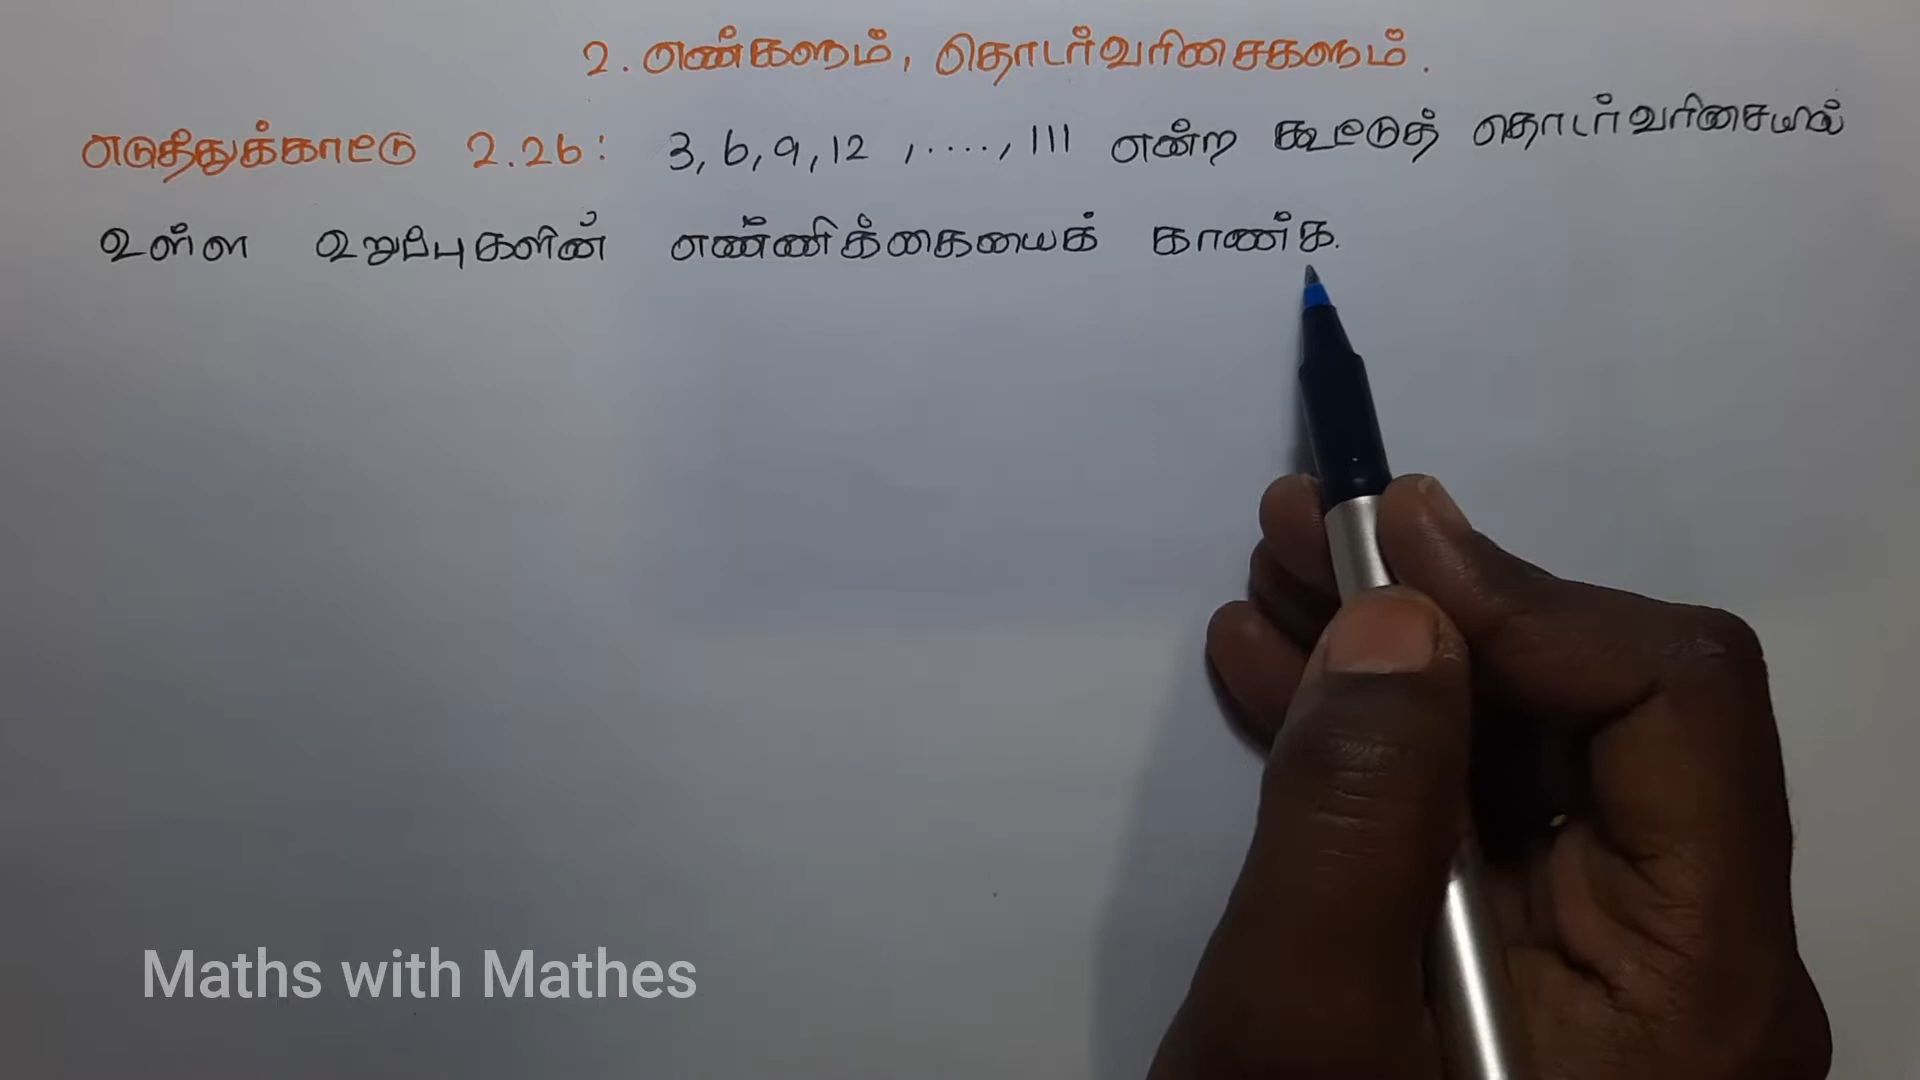 2. எண்களும், தொடர்வரிசைகளும்.
எடுத்துக்காட்டு 2.26: 3, 6, 9, 12, ...., 111 என்ற கூட்டுத் தொடர்வரிசையில்
உள்ள உறுப்புகளின் எண்ணிக்கையைக் காண்க.
Maths with Mathes